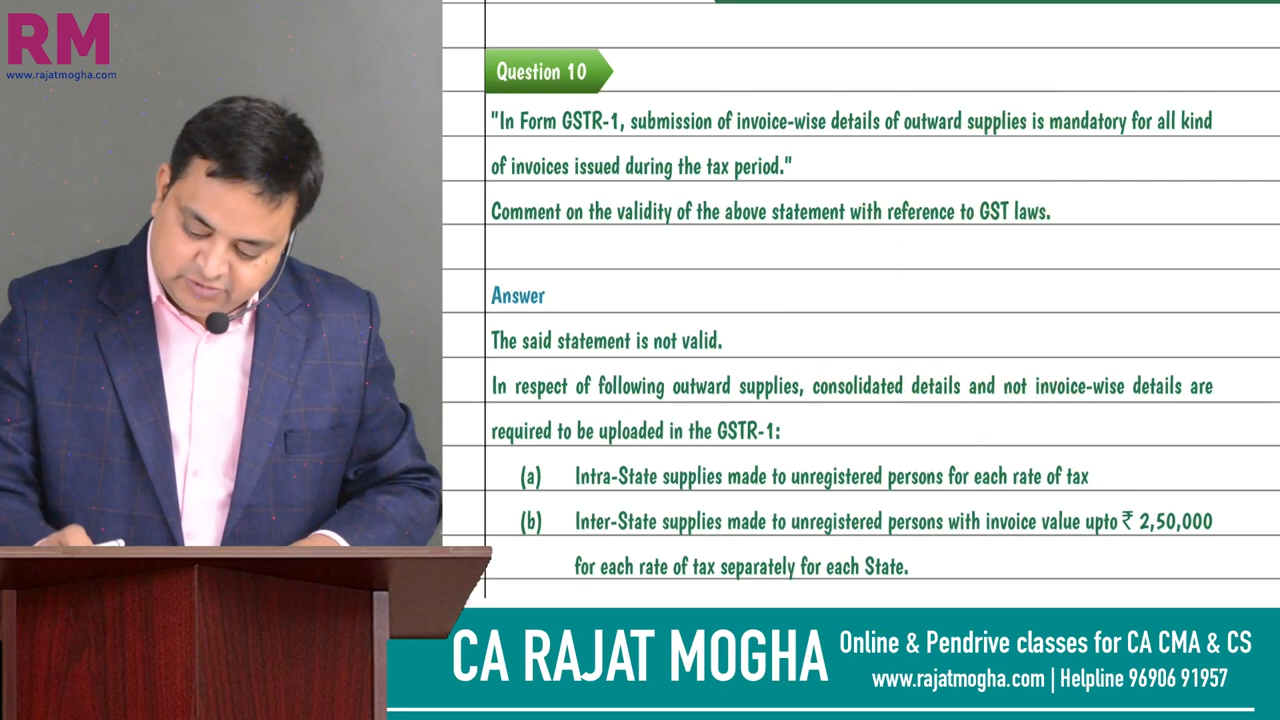 RM
www.rajatmogha.com
Question 10
"In Form GSTR-1, submission of invoice-wise details of outward supplies is mandatory for all kind
of invoices issued during the tax period."
Comment on the validity of the above statement with reference to GST laws.
Answer
The said statement is not valid.
In respect of following outward supplies, consolidated details and not invoice-wise details are
required to be uploaded in the GSTR-1:
(a) Intra-State supplies made to unregistered persons for each rate of tax
(b) Inter-State supplies made to unregistered persons with invoice value upto ₹ 2,50,000
for each rate of tax separately for each State.
CA RAJAT MOGHA
Online & Pendrive classes for CA CMA & CS
www.rajatmogha.com | Helpline 96906 91957